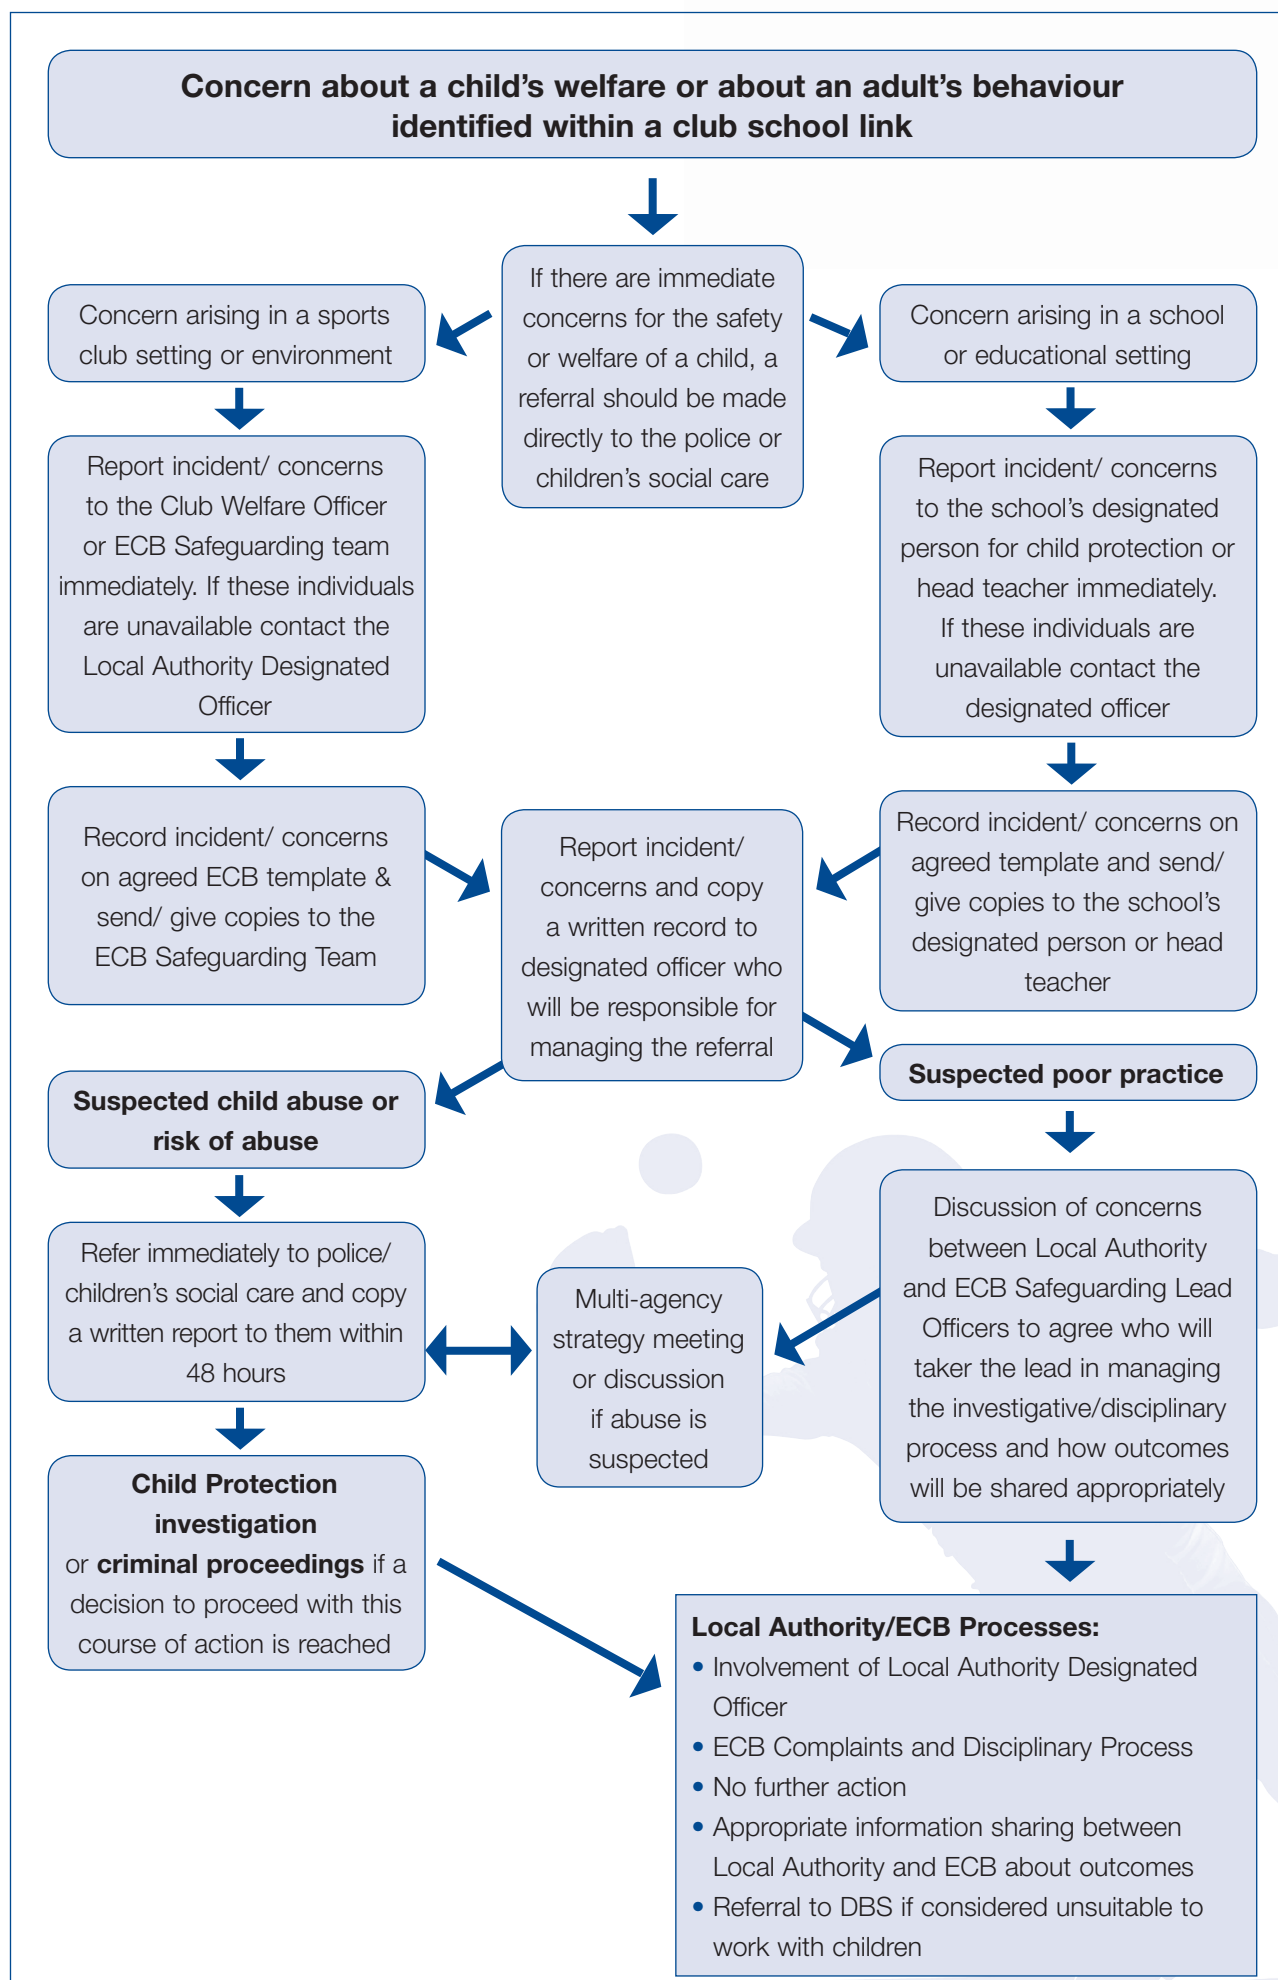 Concern about a child’s welfare or about an adult’s behaviour
identified within a club school link
If there are immediate
concerns for the safety
or welfare of a child, a
referral should be made
directly to the police or
children’s social care
Concern arising in a sports
club setting or environment
Concern arising in a school
or educational setting
Report incident/ concerns
to the Club Welfare Officer
or ECB Safeguarding team
immediately. If these individuals
are unavailable contact the
Local Authority Designated
Officer
Report incident/ concerns
to the school’s designated
person for child protection or
head teacher immediately.
If these individuals are
unavailable contact the
designated officer
Record incident/ concerns
on agreed ECB template &
send/ give copies to the
ECB Safeguarding Team
Report incident/
concerns and copy
a written record to
designated officer who
will be responsible for
managing the referral
Record incident/ concerns on
agreed template and send/
give copies to the school’s
designated person or head
teacher
Suspected child abuse or
risk of abuse
Suspected poor practice
Refer immediately to police/
children’s social care and copy
a written report to them within
48 hours
Multi-agency
strategy meeting
or discussion
if abuse is
suspected
Discussion of concerns
between Local Authority
and ECB Safeguarding Lead
Officers to agree who will
taker the lead in managing
the investigative/disciplinary
process and how outcomes
will be shared appropriately
Child Protection
investigation
or criminal proceedings if a
decision to proceed with this
course of action is reached
Local Authority/ECB Processes:
• Involvement of Local Authority Designated
Officer
• ECB Complaints and Disciplinary Process
• No further action
• Appropriate information sharing between
Local Authority and ECB about outcomes
• Referral to DBS if considered unsuitable to
work with children